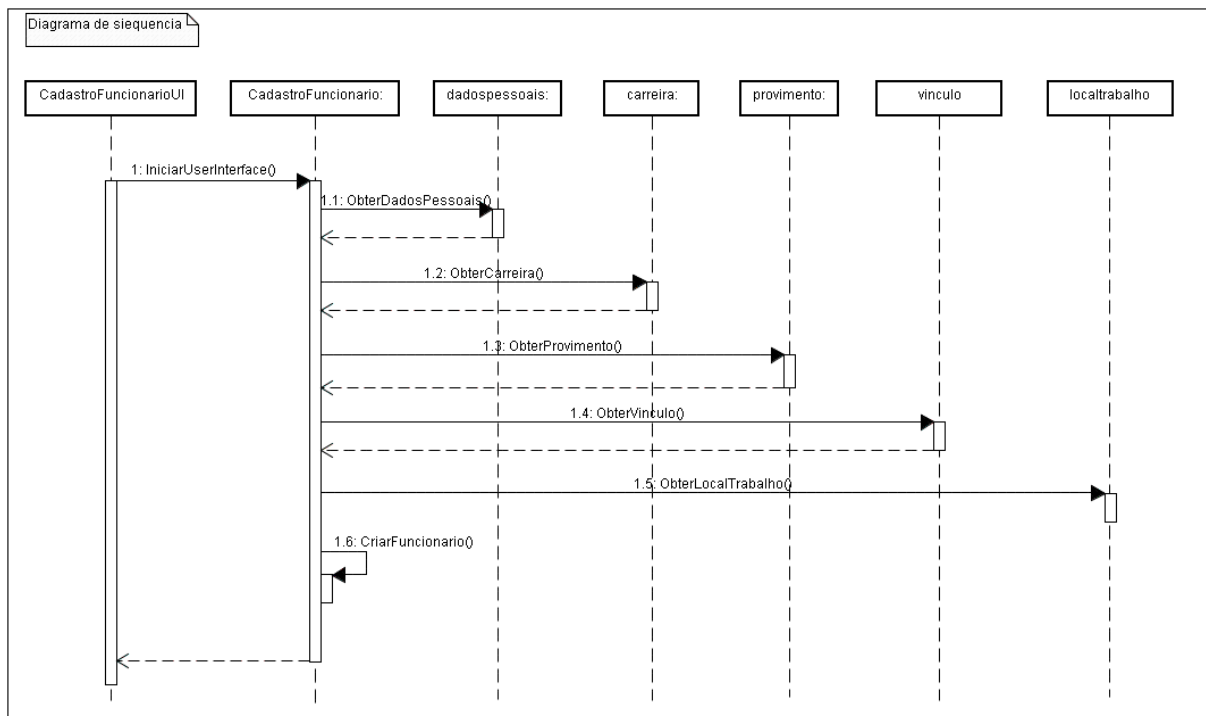 Diagrama de siequencia
CadastroFuncionarioUI
CadastroFuncionario:
dadospessoais:
carreira:
provimento:
vinculo
localtrabalho
1: IniciarUserInterface()
1.1: ObterDadosPessoais()
1.2: ObterCarreira()
1.3: ObterProvimento()
1.4: ObterVinculo()
1.5: ObterLocalTrabalho()
1.6: CriarFuncionario()